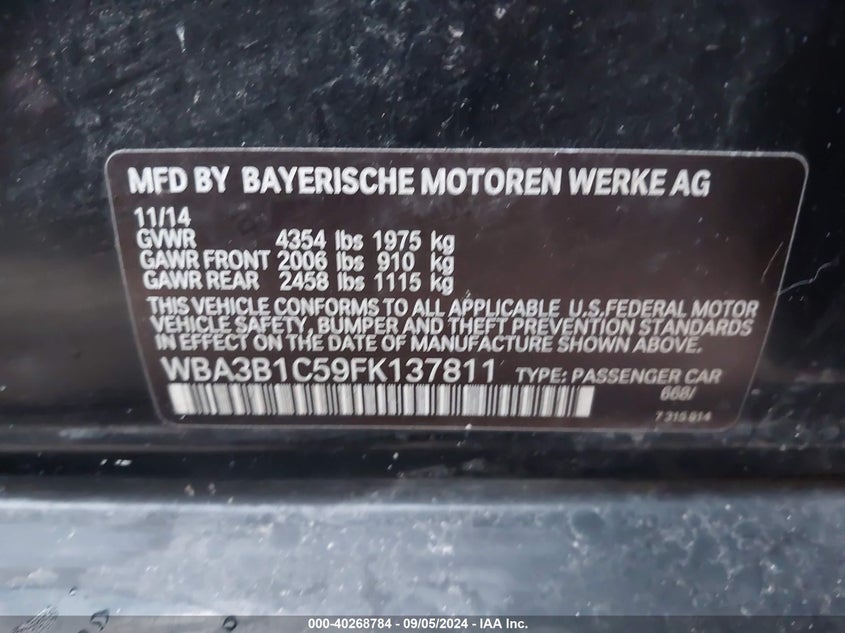 MFD BY BAYERISCHE MOTOREN WERKE AG
11/14
GVWR 4354 lbs 1975 kg
GAWR FRONT 2006 lbs 910 kg
GAWR REAR 2458 lbs 1115 kg
THIS VEHICLE CONFORMS TO ALL APPLICABLE U.S.FEDERAL MOTOR
VEHICLE SAFETY, BUMPER AND THEFT PREVENTION STANDARDS
IN EFFECT ON THE DATE OF MANUFACTURE SHOWN ABOVE.
WBA3B1C59FK137811 TYPE: PASSENGER CAR
668/
7 315 814
000-40268784 - 09/05/2024 - IAA Inc.